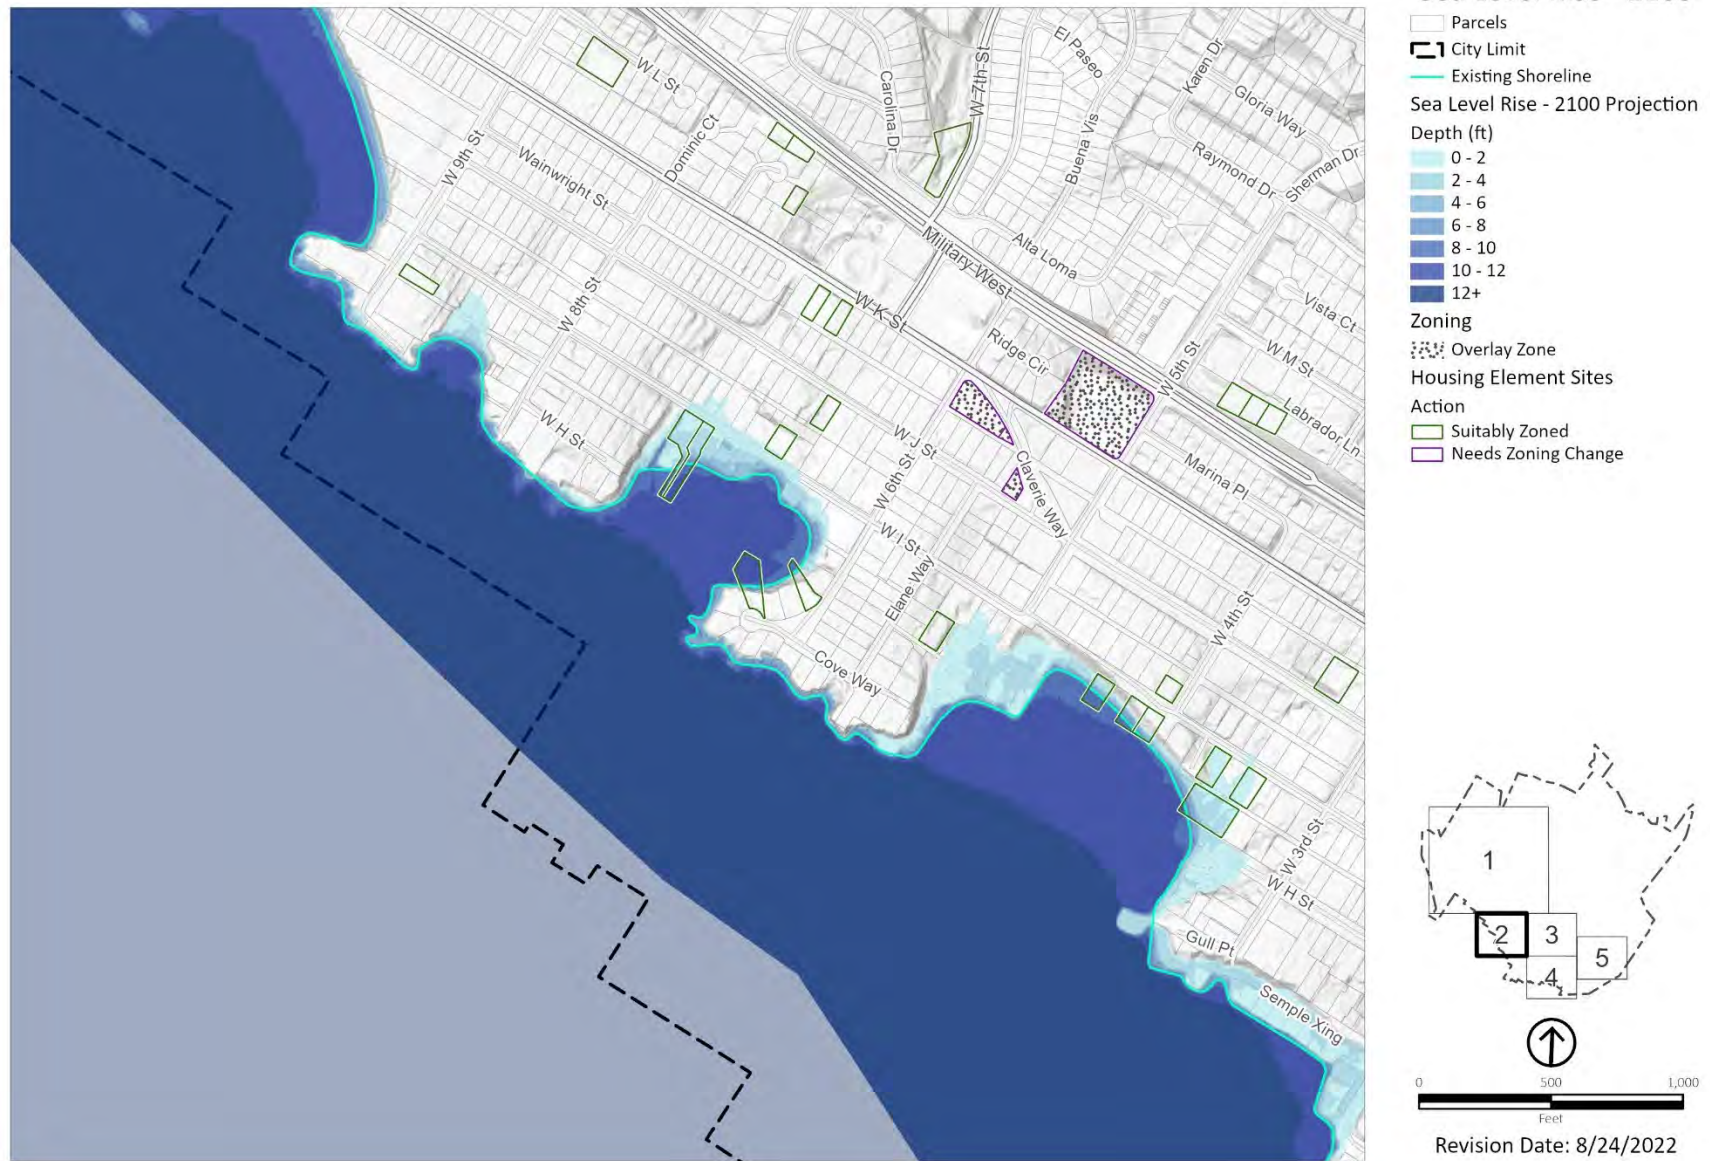 Parcels
City Limit
Existing Shoreline
Sea Level Rise - 2100 Projection
Depth (ft)
0 - 2
2 - 4
4 - 6
6 - 8
8 - 10
10 - 12
12+
Zoning
Overlay Zone
Housing Element Sites
Action
Suitably Zoned
Needs Zoning Change
W L St
Dominic Ct
W 9th St
Wainwright St
W 8th St
W H St
Carolina Dr
W 7th St
El Paseo
Buena Vis
Karen Dr
Gloria Way
Raymond Dr
Sherman Dr
Military West
Alta Loma
W K St
Ridge Cir
Vista Ct
W M St
W 5th St
Labrador Ln
W J St
W 6th St
Claverie Way
Marina Pl
W I St
Elane Way
W 4th St
Cove Way
W 3rd St
W H St
Gull Pt
Semple Xing
1
2
3
4
5
0 500 1,000
Feet
Revision Date: 8/24/2022